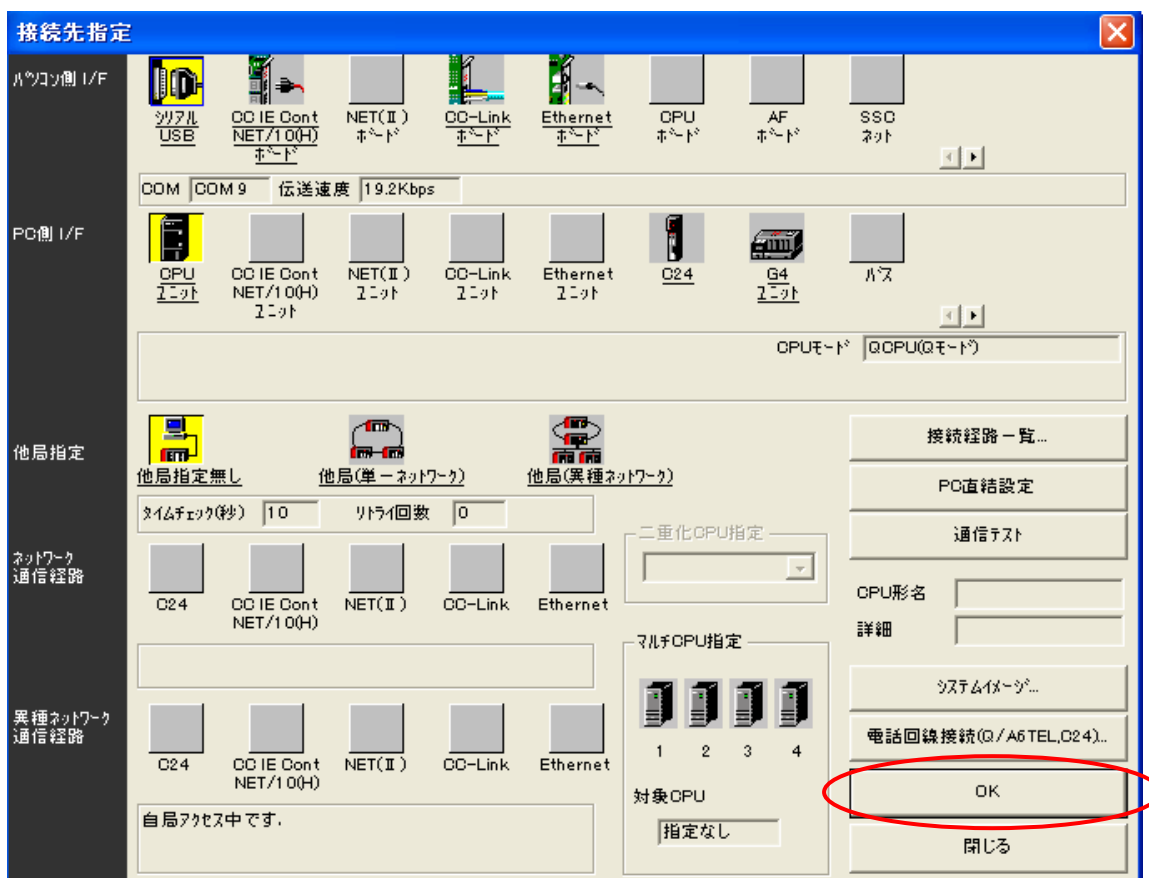 接続先指定
パソコン側 I/F
シリアル
USB
CC IE Cont
NET/10(H)
ボード
NET(Ⅱ)
ボード
CC-Link
ボード
Ethernet
ボード
CPU
ボード
AF
ボード
SSC
ネット
COM COM 9 伝送速度 19.2Kbps
PC側 I/F
CPU
ユニット
CC IE Cont
NET/10(H)
ユニット
NET(Ⅱ)
ユニット
CC-Link
ユニット
Ethernet
ユニット
C24
G4
ユニット
バス
CPUモード QCPU(Qモード)
他局指定
他局指定無し
他局(単一ネットワーク)
他局(異種ネットワーク)
タイムチェック(秒) 10 リトライ回数 0
ネットワーク
通信経路
C24
CC IE Cont
NET/10(H)
NET(Ⅱ)
CC-Link
Ethernet
異種ネットワーク
通信経路
C24
CC IE Cont
NET/10(H)
NET(Ⅱ)
CC-Link
Ethernet
自局アクセス中です.
二重化CPU指定
マルチCPU指定
1 2 3 4
対象CPU
指定なし
接続経路一覧...
PC直結設定
通信テスト
CPU形名
詳細
システムイメージ...
電話回線接続(Q/A6TEL,C24)...
OK
閉じる